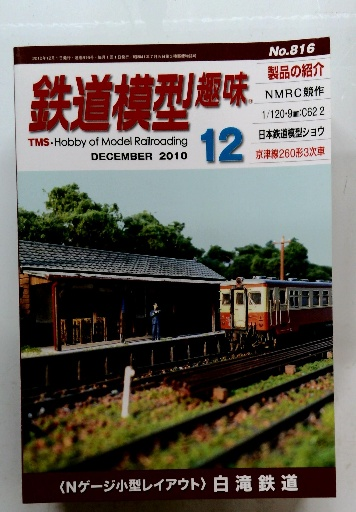 No.816
製品の紹介
鉄道模型趣味
NMRC競作
1/120・9㎜:C62 2
TMS・Hobby of Model Railroading
日本鉄道模型ショウ
DECEMBER 2010
12
京津線260形3次車
〈Nゲージ小型レイアウト〉白滝鉄道